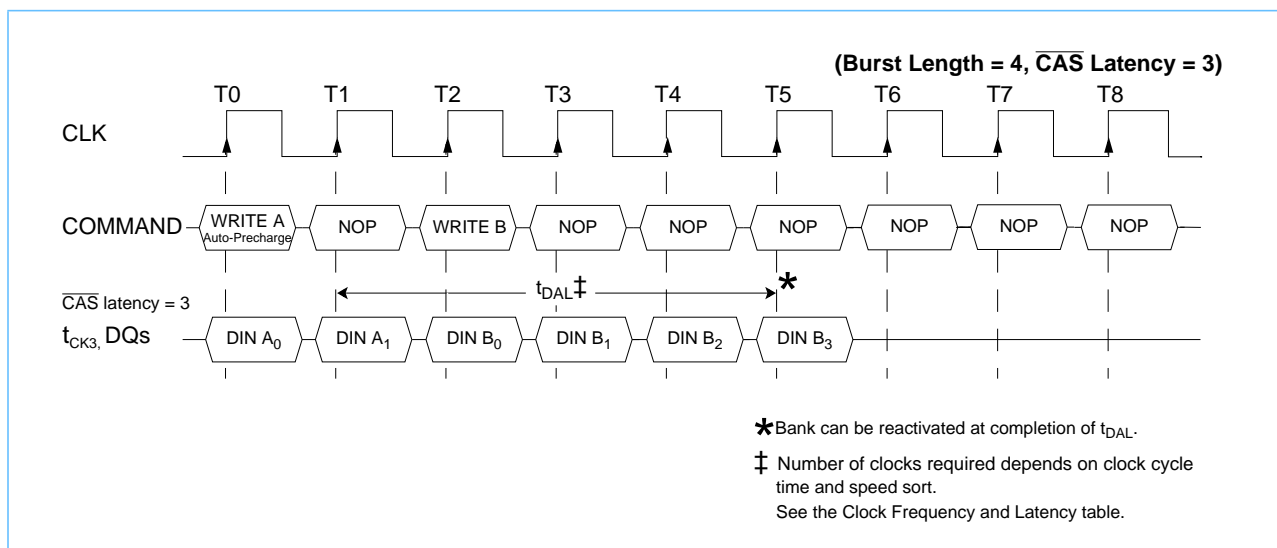 (Burst Length = 4, CAS Latency = 3)
T0 T1 T2 T3 T4 T5 T6 T7 T8
CLK
COMMAND WRITE A Auto-Precharge NOP WRITE B NOP NOP NOP NOP NOP NOP
tDAL‡ *
CAS latency = 3
tCK3, DQs DIN A0 DIN A1 DIN B0 DIN B1 DIN B2 DIN B3
* Bank can be reactivated at completion of tDAL.
‡ Number of clocks required depends on clock cycle
time and speed sort.
See the Clock Frequency and Latency table.